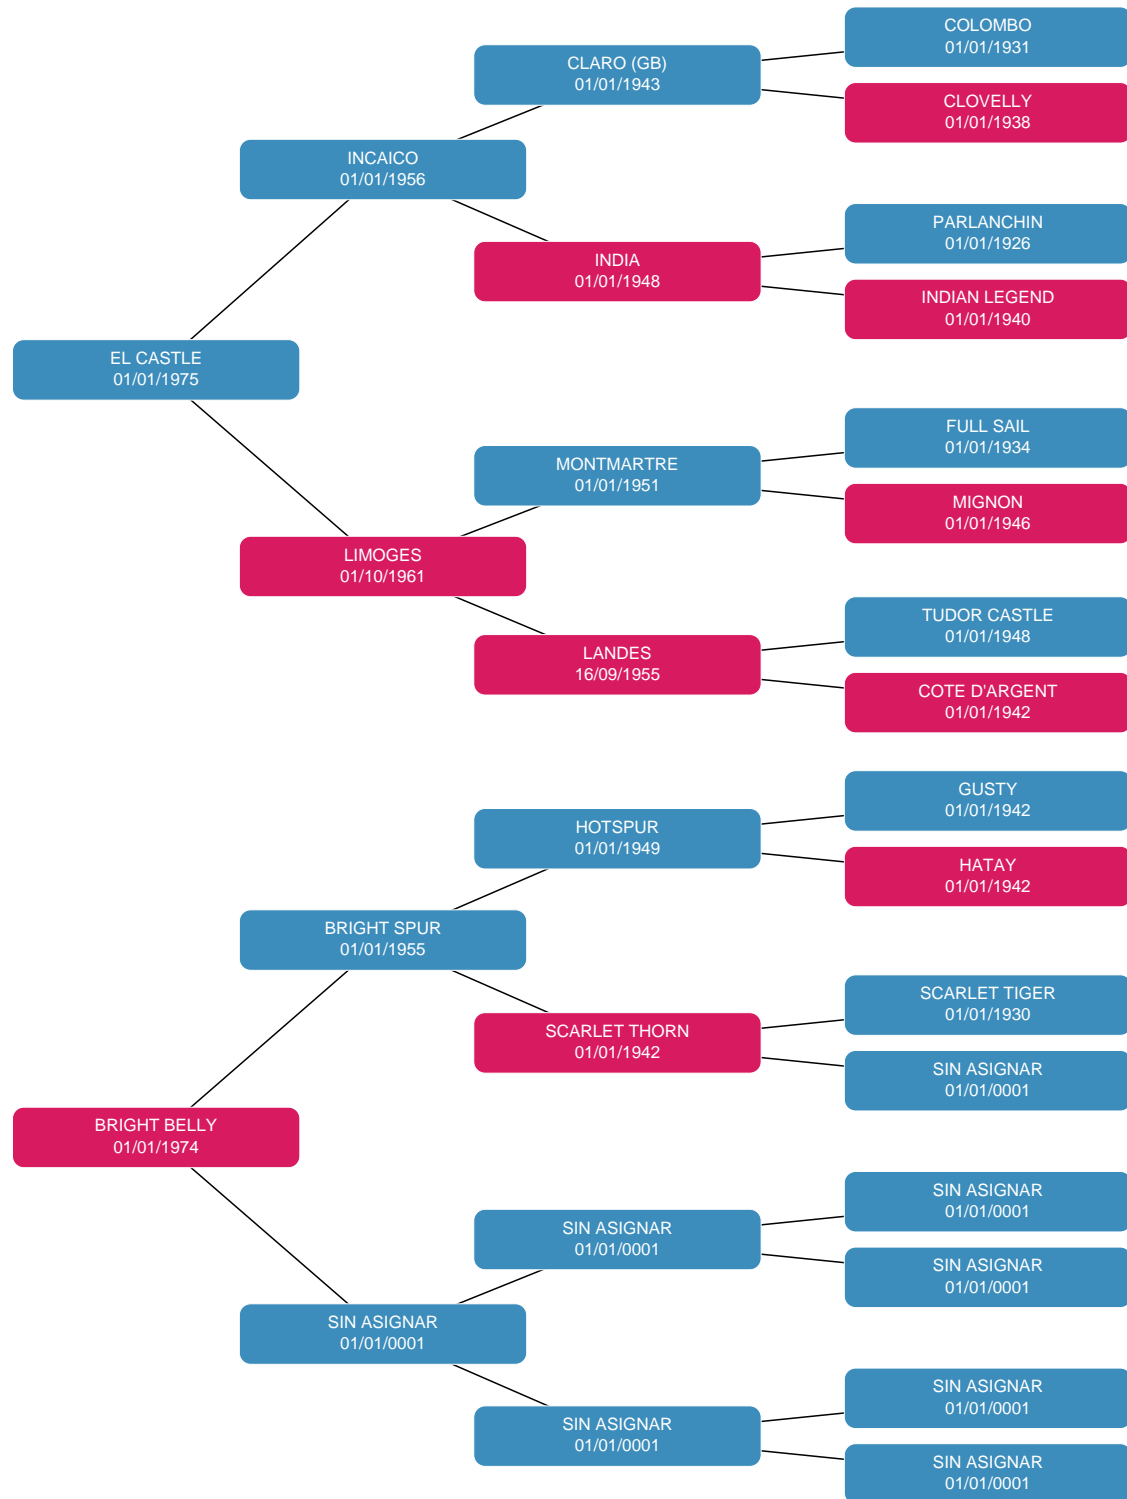 COLOMBO
01/01/1931
CLARO (GB)
01/01/1943
CLOVELLY
01/01/1938
INCAICO
01/01/1956
PARLANCHIN
01/01/1926
INDIA
01/01/1948
INDIAN LEGEND
01/01/1940
EL CASTLE
01/01/1975
FULL SAIL
01/01/1934
MONTMARTRE
01/01/1951
MIGNON
01/01/1946
LIMOGES
01/10/1961
TUDOR CASTLE
01/01/1948
LANDES
16/09/1955
COTE D'ARGENT
01/01/1942
GUSTY
01/01/1942
HOTSPUR
01/01/1949
HATAY
01/01/1942
BRIGHT SPUR
01/01/1955
SCARLET TIGER
01/01/1930
SCARLET THORN
01/01/1942
SIN ASIGNAR
01/01/0001
BRIGHT BELLY
01/01/1974
SIN ASIGNAR
01/01/0001
SIN ASIGNAR
01/01/0001
SIN ASIGNAR
01/01/0001
SIN ASIGNAR
01/01/0001
SIN ASIGNAR
01/01/0001
SIN ASIGNAR
01/01/0001
SIN ASIGNAR
01/01/0001